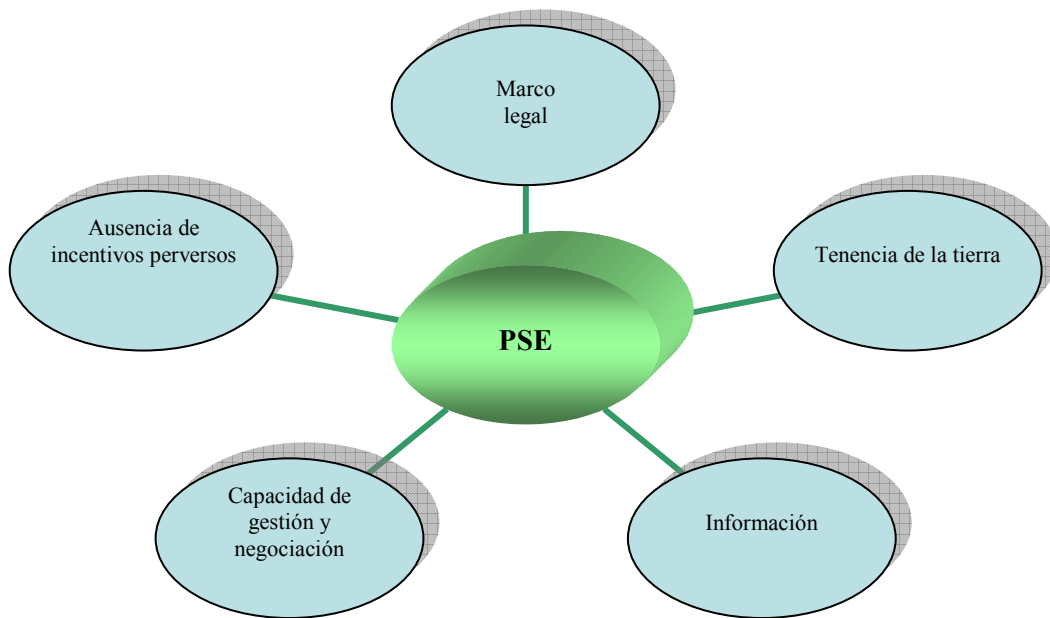 Marco
legal
Ausencia de
incentivos perversos
Tenencia de la tierra
PSE
Capacidad de
gestión y
negociación
Información